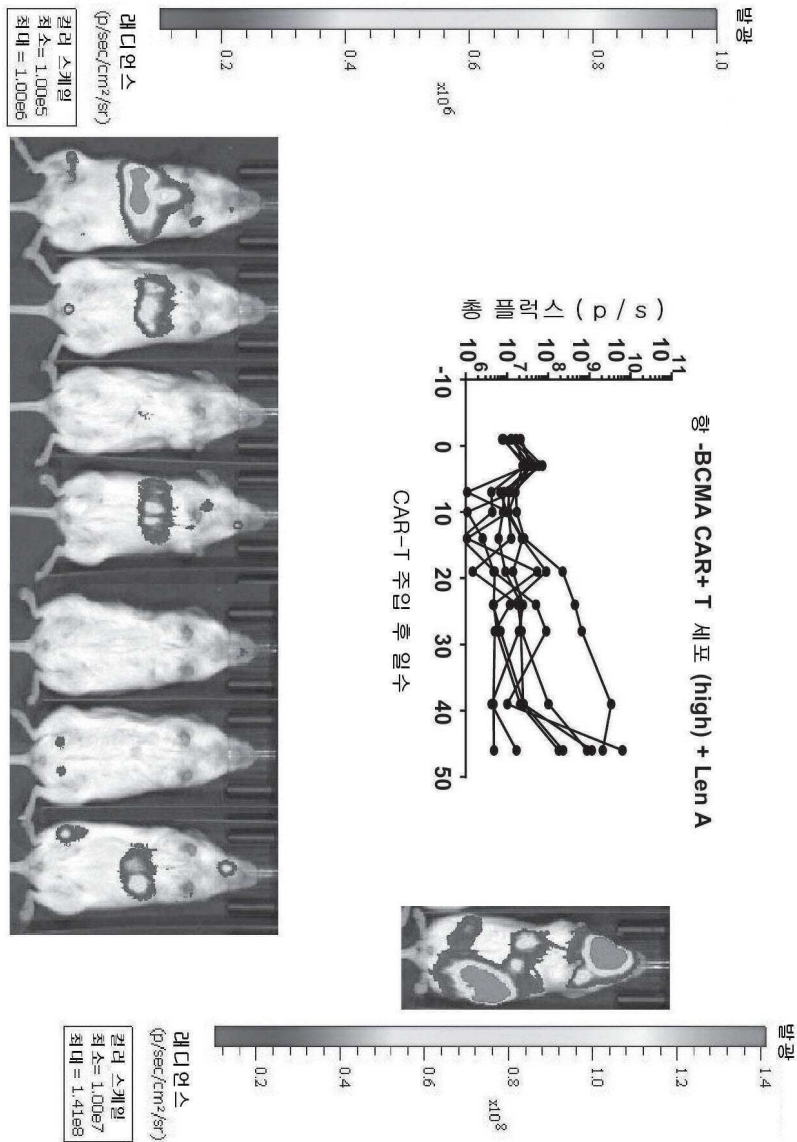 발광
1.0
0.8
0.6
x10⁶
0.4
0.2
래디언스
(p/sec/cm²/sr)
컬러 스케일
최소= 1.00e5
최대 = 1.00e6
항 -BCMA CAR+ T 세포 (high) + Len A
총 플럭스 ( p / s )
10¹¹
10¹⁰
10⁹
10⁸
10⁷
10⁶
-10 0 10 20 30 40 50
CAR-T 주입 후 일수
발광
1.4
1.2
1.0
0.8
x10⁸
0.6
0.4
0.2
래디언스
(p/sec/cm²/sr)
컬러 스케일
최소= 1.00e7
최대 = 1.41e8